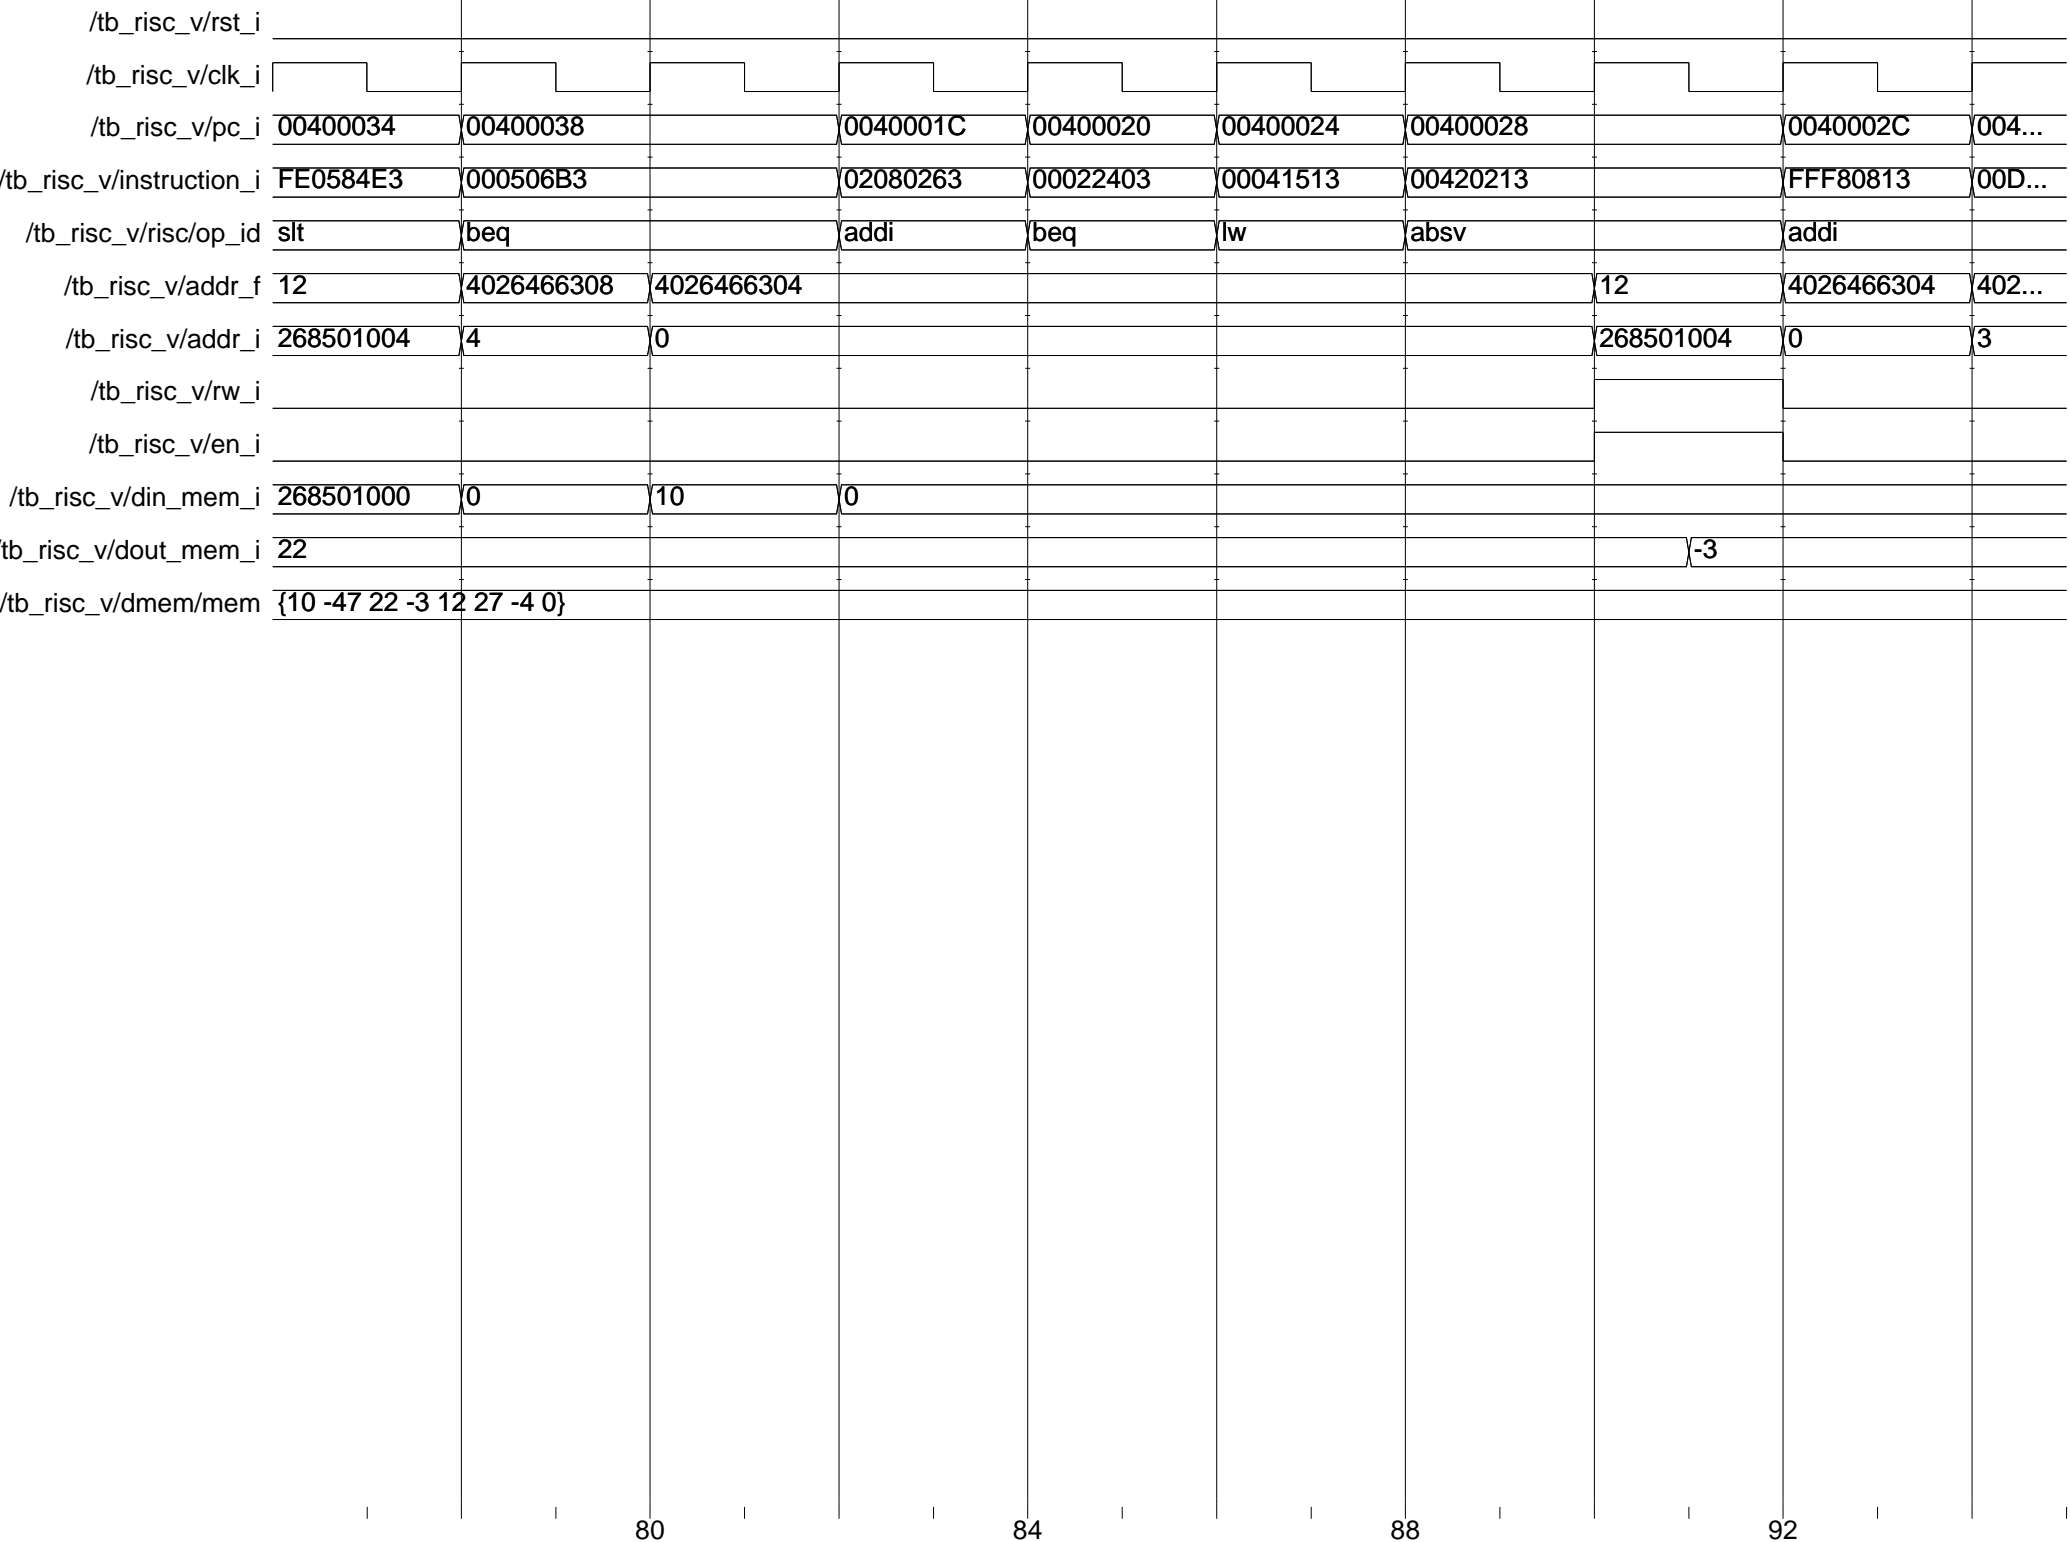 /tb_risc_v/rst_i
/tb_risc_v/clk_i
/tb_risc_v/pc_i 00400034 00400038 0040001C 00400020 00400024 00400028 0040002C 004...
/tb_risc_v/instruction_i FE0584E3 000506B3 02080263 00022403 00041513 00420213 FFF80813 00D...
/tb_risc_v/risc/op_id slt beq addi beq lw absv addi
/tb_risc_v/addr_f 12 4026466308 4026466304 12 4026466304 402...
/tb_risc_v/addr_i 268501004 4 0 268501004 0 3
/tb_risc_v/rw_i
/tb_risc_v/en_i
/tb_risc_v/din_mem_i 268501000 0 10 0
/tb_risc_v/dout_mem_i 22 -3
/tb_risc_v/dmem/mem {10 -47 22 -3 12 27 -4 0}
80 84 88 92